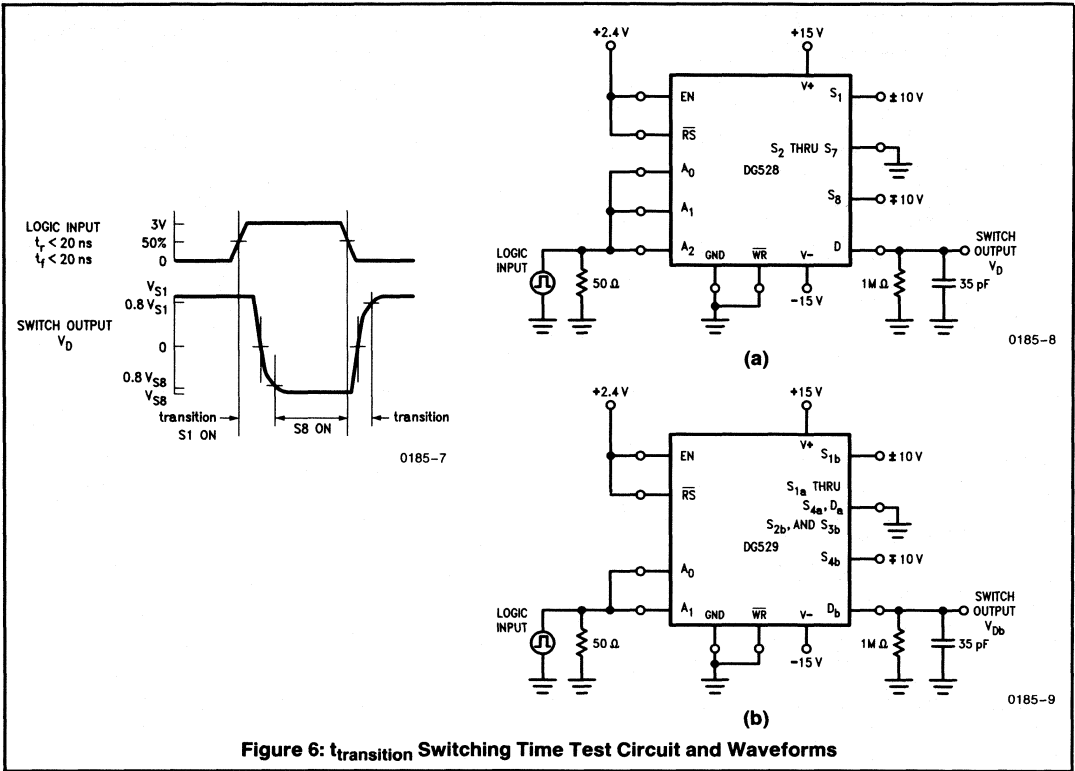 LOGIC INPUT
tr < 20 ns
tf < 20 ns
3V
50%
0
VS1
0.8 VS1
SWITCH OUTPUT
VD
0
0.8 VS8
VS8
transition
S1 ON
S8 ON
transition
0185-7
+2.4 V
+15 V
V+
EN
RS
A0
A1
A2
S1
±10 V
S2 THRU S7
DG528
S8
∓10 V
D
GND
WR
V-
-15 V
LOGIC
INPUT
50 Ω
1M Ω
35 pF
SWITCH
OUTPUT
VD
0185-8
(a)
+2.4 V
+15 V
V+
EN
RS
A0
A1
S1b
±10 V
S1a THRU
S4a, Da
S2b, AND S3b
DG529
S4b
∓10 V
Db
GND
WR
V-
-15 V
LOGIC
INPUT
50 Ω
1M Ω
35 pF
SWITCH
OUTPUT
VDb
0185-9
(b)
Figure 6: ttransition Switching Time Test Circuit and Waveforms